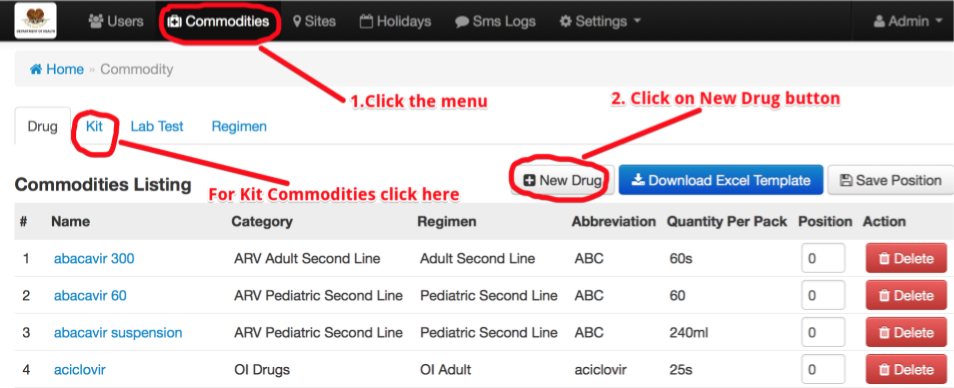 DEPARTMENT OF HEALTH
Users Commodities Sites Holidays Sms Logs Settings Admin
Home » Commodity
1.Click the menu
2. Click on New Drug button
Drug Kit Lab Test Regimen
Commodities Listing
For Kit Commodities click here
New Drug Download Excel Template Save Position
# Name Category Regimen Abbreviation Quantity Per Pack Position Action
1 abacavir 300 ARV Adult Second Line Adult Second Line ABC 60s 0 Delete
2 abacavir 60 ARV Pediatric Second Line Pediatric Second Line ABC 60 0 Delete
3 abacavir suspension ARV Pediatric Second Line Pediatric Second Line ABC 240ml 0 Delete
4 aciclovir OI Drugs OI Adult aciclovir 25s 0 Delete